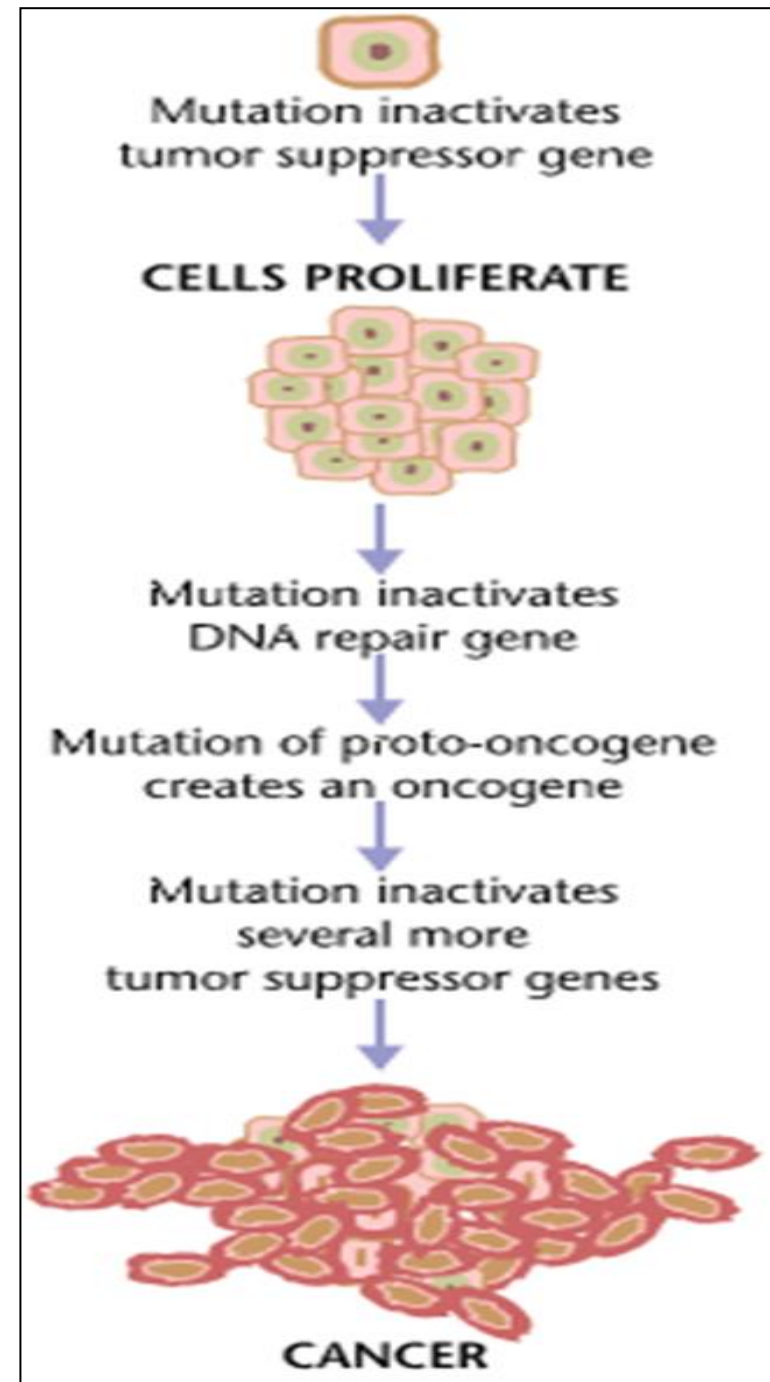 Mutation inactivates
tumor suppressor gene
CELLS PROLIFERATE
Mutation inactivates
DNA repair gene
Mutation of proto-oncogene
creates an oncogene
Mutation inactivates
several more
tumor suppressor genes
CANCER